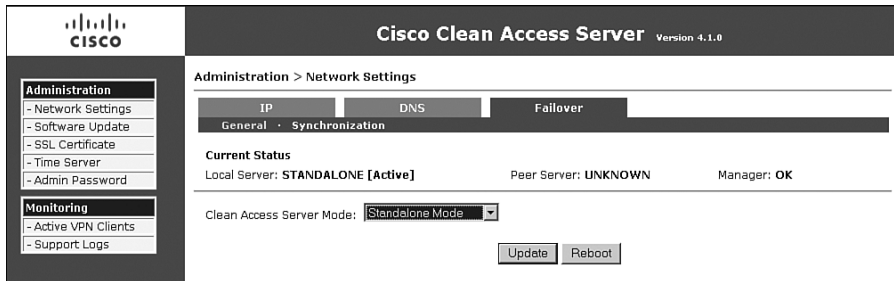 CISCO
Cisco Clean Access Server Version 4.1.0
Administration
- Network Settings
- Software Update
- SSL Certificate
- Time Server
- Admin Password
Monitoring
- Active VPN Clients
- Support Logs
Administration > Network Settings
IP DNS Failover
General · Synchronization
Current Status
Local Server: STANDALONE [Active] Peer Server: UNKNOWN Manager: OK
Clean Access Server Mode: Standalone Mode
Update Reboot